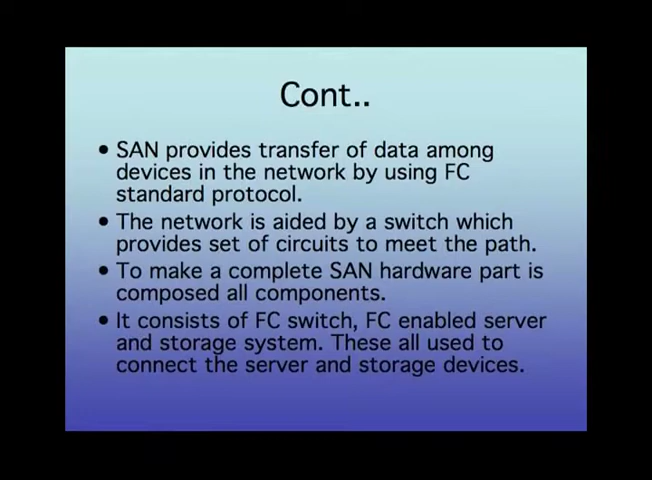 Cont..
• SAN provides transfer of data among
devices in the network by using FC
standard protocol.
• The network is aided by a switch which
provides set of circuits to meet the path.
• To make a complete SAN hardware part is
composed all components.
• It consists of FC switch, FC enabled server
and storage system. These all used to
connect the server and storage devices.